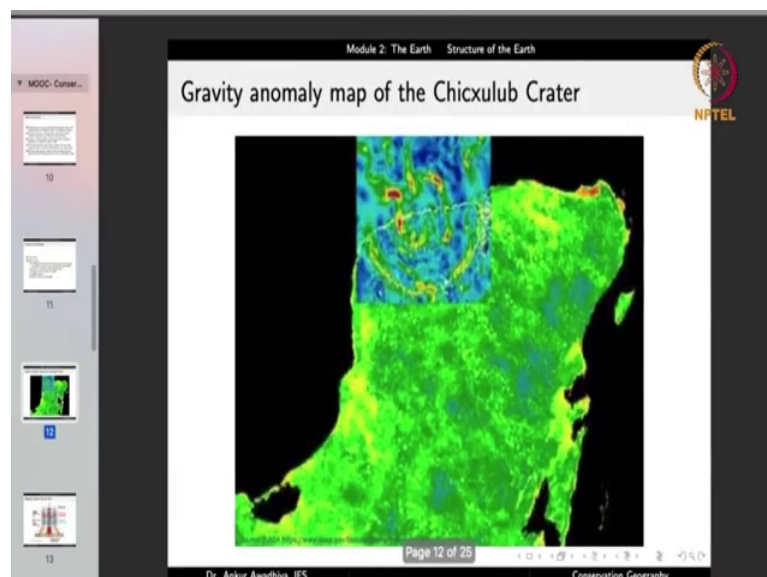 Module 2: The Earth Structure of the Earth
MOOC- Conser...
Gravity anomaly map of the Chicxulub Crater
NPTEL
10
11
12
13
Page 12 of 25
Dr. Ankur Awadhiya, IFS
Conservation Geography